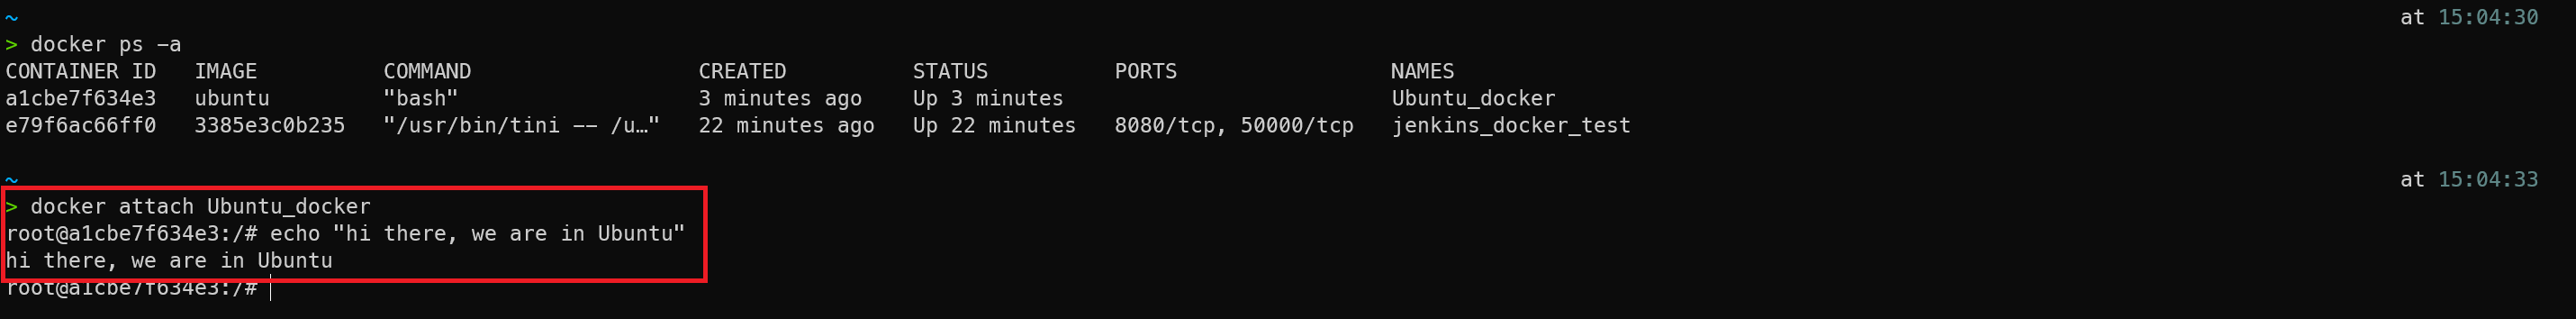 ~ at 15:04:30
> docker ps -a
CONTAINER ID IMAGE COMMAND CREATED STATUS PORTS NAMES
a1cbe7f634e3 ubuntu "bash" 3 minutes ago Up 3 minutes Ubuntu_docker
e79f6ac66ff0 3385e3c0b235 "/usr/bin/tini -- /u…" 22 minutes ago Up 22 minutes 8080/tcp, 50000/tcp jenkins_docker_test
~ at 15:04:33
> docker attach Ubuntu_docker
root@a1cbe7f634e3:/# echo "hi there, we are in Ubuntu"
hi there, we are in Ubuntu
root@a1cbe7f634e3:/#